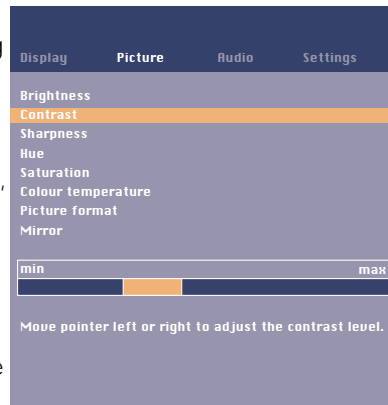 Display Picture Audio Settings
Brightness
Contrast
Sharpness
Hue
Saturation
Colour temperature
Picture format
Mirror
min max
Move pointer left or right to adjust the contrast level.